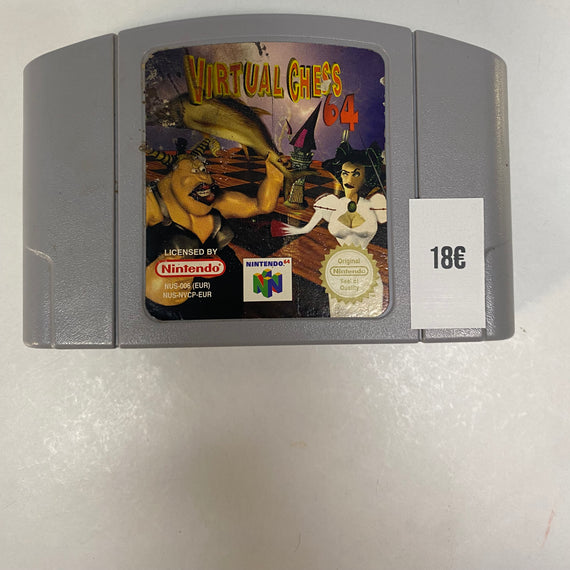 VIRTUAL CHESS
64
LICENSED BY
Nintendo
NUS-006 (EUR)
NUS-NVCP-EUR
NINTENDO 64
Original
Nintendo
Seal of
Quality
18€